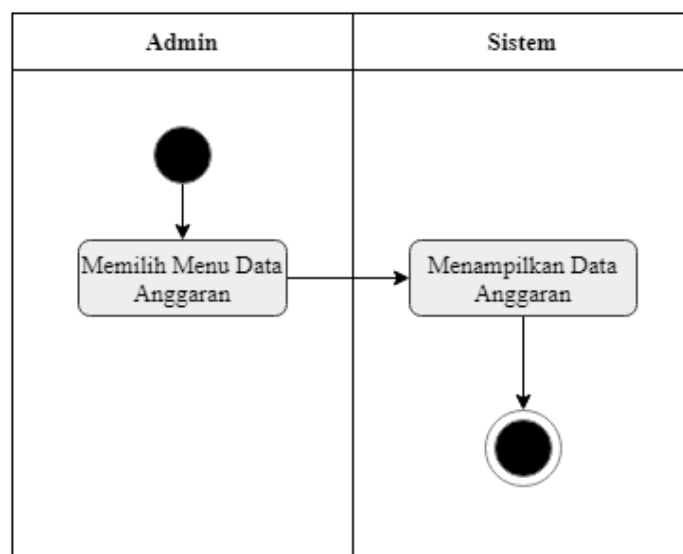 Admin
Sistem
Memilih Menu Data
Anggaran
Menampilkan Data
Anggaran